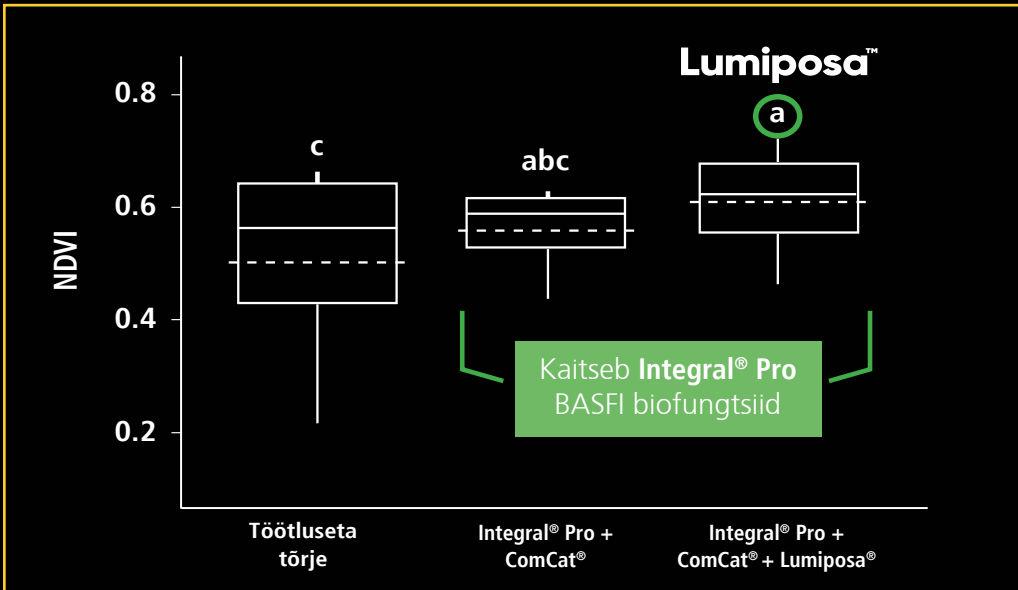 Lumiposa™
0.8
a
c
abc
0.6
NDVI
0.4
Kaitseb Integral® Pro
BASFI biofungtsiid
0.2
Töötluseta
tõrje
Integral® Pro +
ComCat®
Integral® Pro +
ComCat® + Lumiposa®